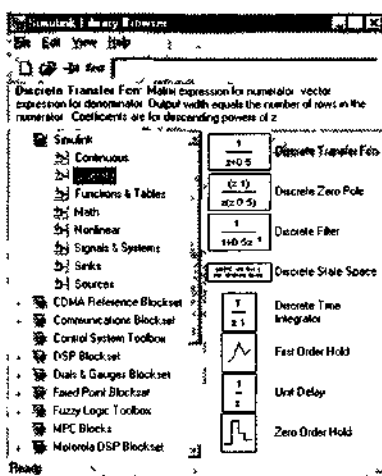 Simulink Library Browser
File Edit View Help
Find
Discrete Transfer Fcn: Matrix expression for numerator, vector
expression for denominator. Output width equals the number of rows in the
numerator. Coefficients are for descending powers of z.
Simulink
Continuous
Discrete
Functions & Tables
Math
Nonlinear
Signals & Systems
Sinks
Sources
CDMA Reference Blockset
Communications Blockset
Control System Toolbox
DSP Blockset
Dials & Gauges Blockset
Fixed Point Blockset
Fuzzy Logic Toolbox
MPC Blocks
Motorola DSP Blockset
1
z+0.5
Discrete Transfer Fcn
(z-1)
z(z-0.5)
Discrete Zero Pole
1
1+0.5z-1
Discrete Filter
Discrete State Space
T
z-1
Discrete Time
Integrator
First Order Hold
1
z
Unit Delay
Zero Order Hold
Ready